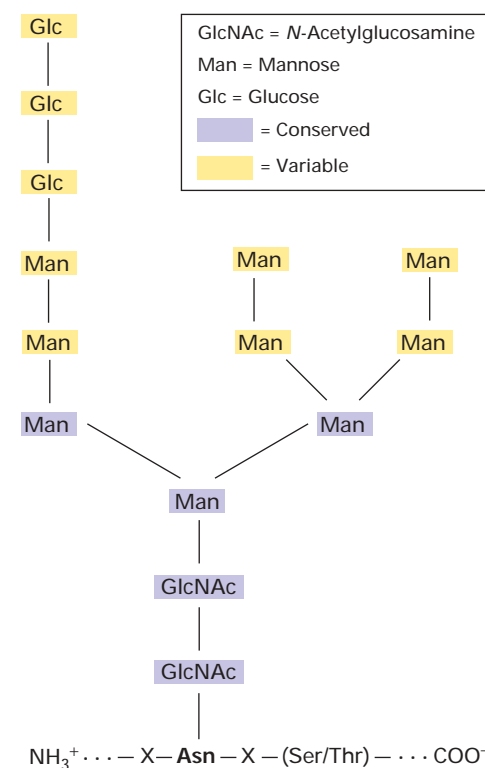 Glc
GlcNAc = N-Acetylglucosamine
Man = Mannose
Glc = Glucose
= Conserved
= Variable
Glc
Glc
Man
Man
Man
Man
Man
Man
Man
Man
Man
GlcNAc
GlcNAc
NH₃⁺ · · · — X — Asn — X — (Ser/Thr) — · · · COO⁻